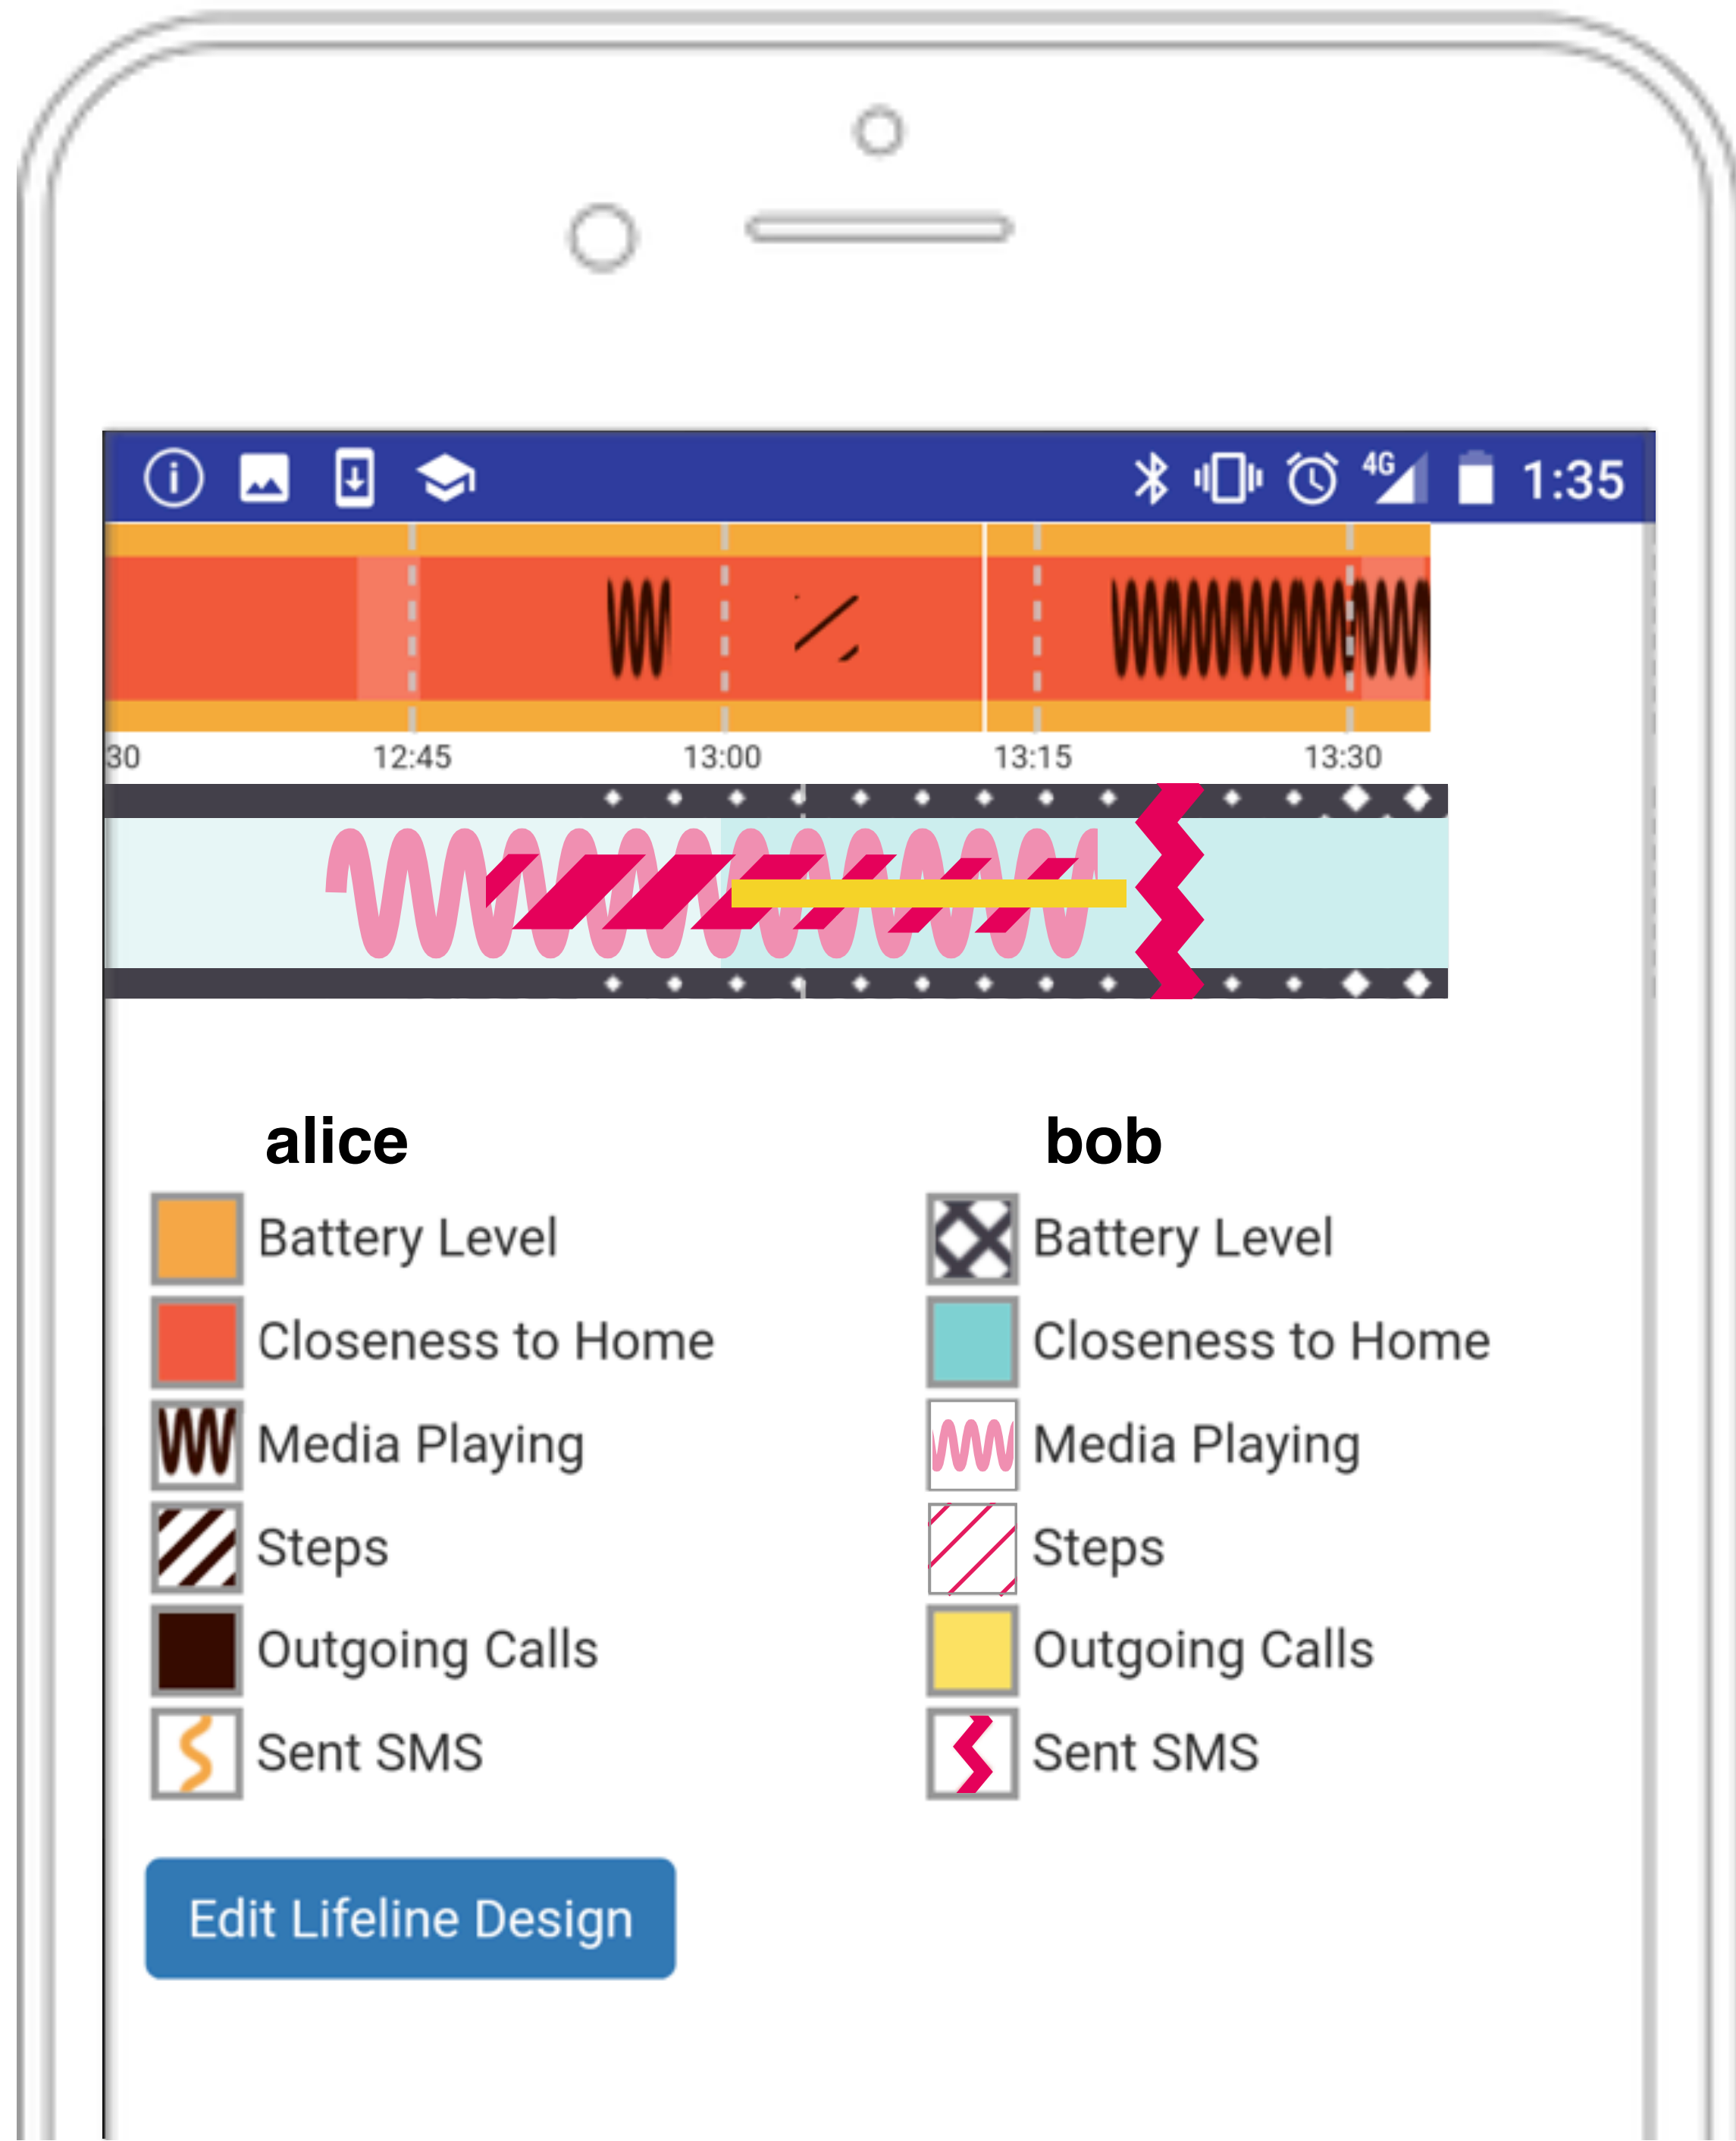 4G 1:35
30 12:45 13:00 13:15 13:30
alice bob
Battery Level Battery Level
Closeness to Home Closeness to Home
Media Playing Media Playing
Steps Steps
Outgoing Calls Outgoing Calls
Sent SMS Sent SMS
Edit Lifeline Design